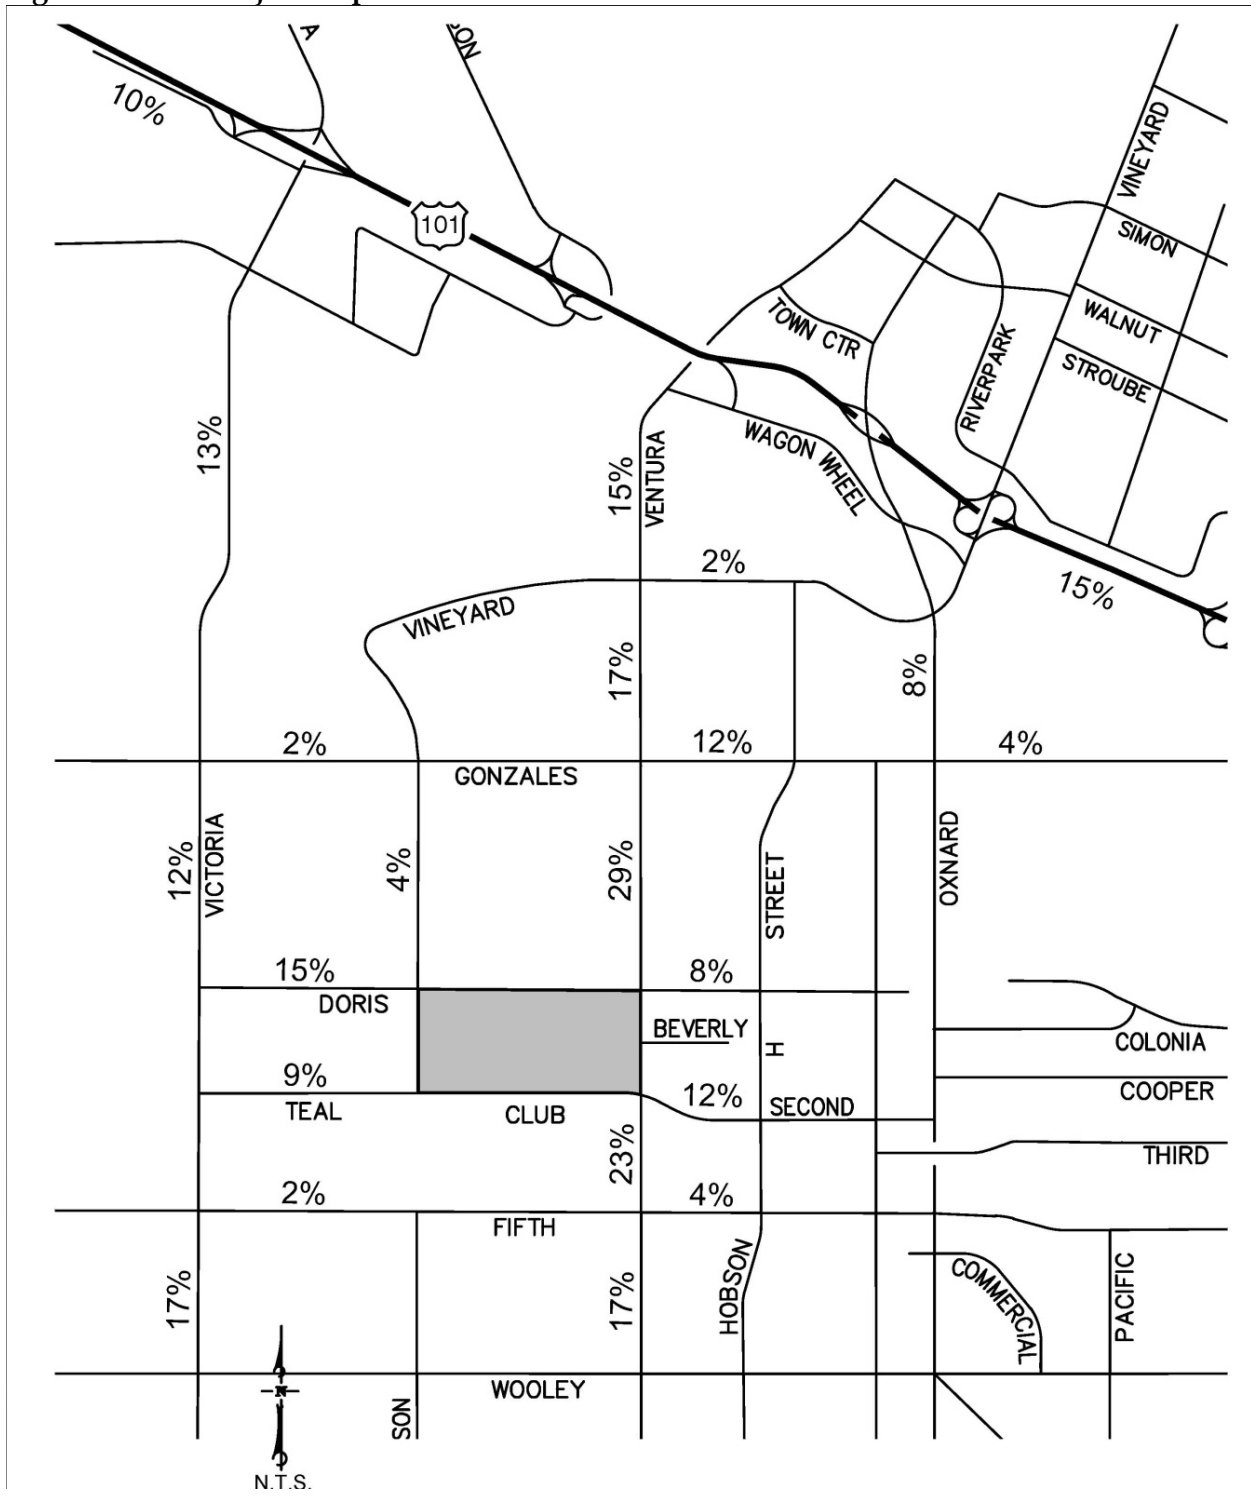 A
SON
10%
101
VINEYARD
SIMON
TOWN CTR
WALNUT
RIVERPARK
STROUBE
13%
15%
VENTURA
WAGON WHEEL
2%
15%
VINEYARD
17%
8%
2%
12%
4%
GONZALES
12%
VICTORIA
4%
29%
STREET
OXNARD
15%
8%
DORIS
BEVERLY
H
COLONIA
9%
12%
TEAL
CLUB
SECOND
COOPER
23%
THIRD
2%
4%
FIFTH
17%
17%
HOBSON
COMMERCIAL
PACIFIC
WOOLEY
N
SON
N.T.S.